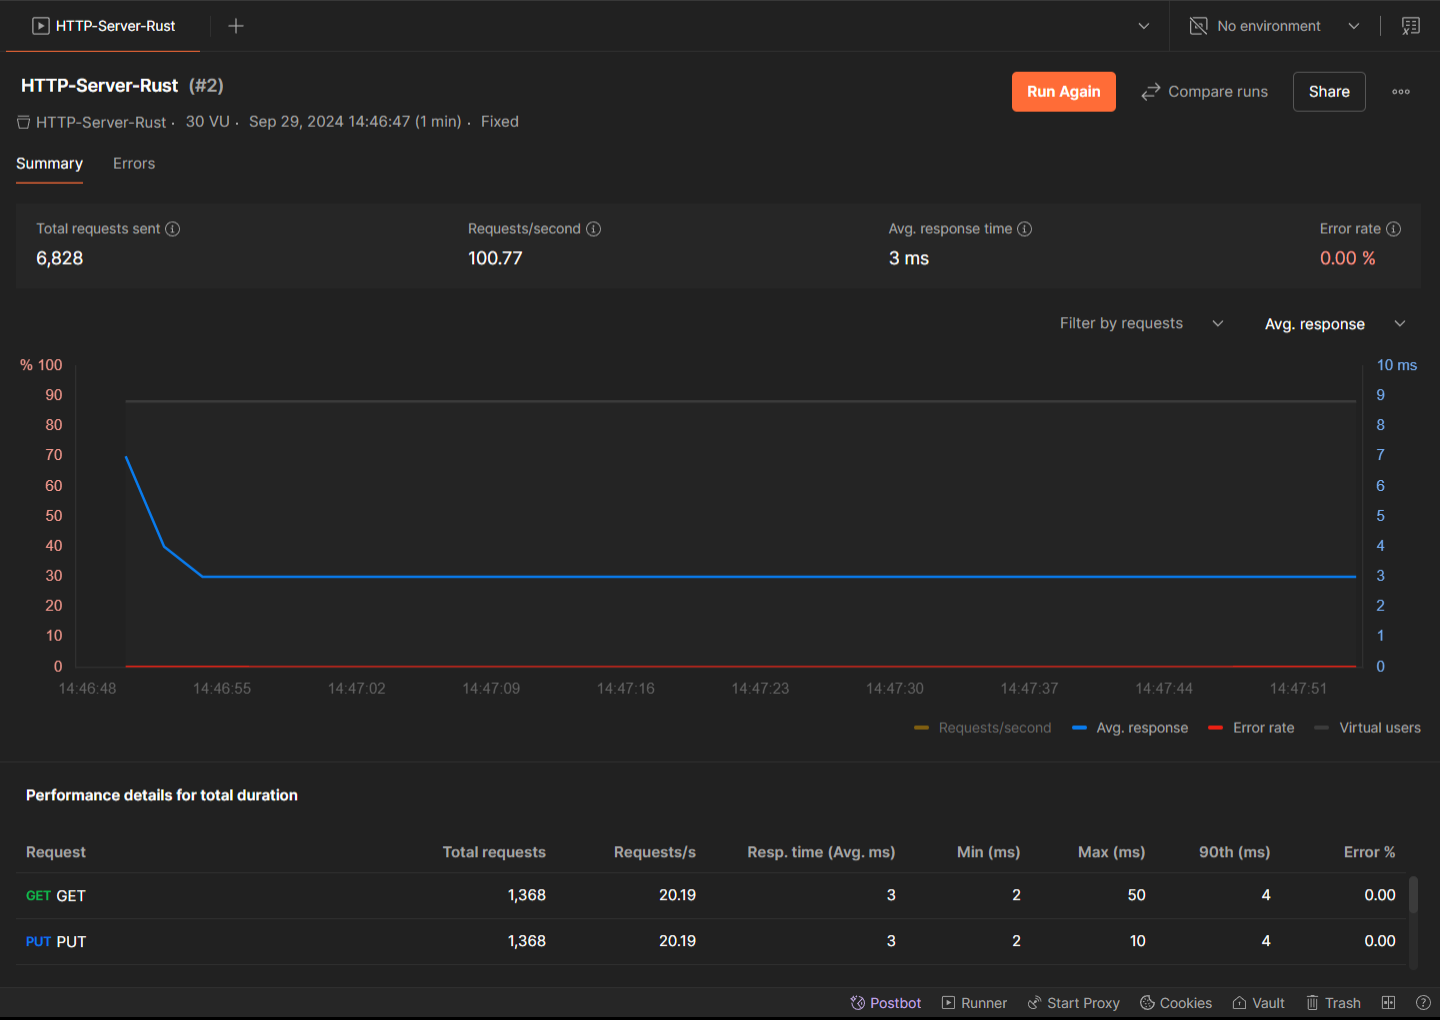 HTTP-Server-Rust
No environment
HTTP-Server-Rust (#2)
Run Again
Compare runs
Share
HTTP-Server-Rust · 30 VU · Sep 29, 2024 14:46:47 (1 min) · Fixed
Summary Errors
Total requests sent Requests/second Avg. response time Error rate
6,828 100.77 3 ms 0.00 %
Filter by requests Avg. response
% 100 10 ms
90 9
80 8
70 7
60 6
50 5
40 4
30 3
20 2
10 1
0 0
14:46:48 14:46:55 14:47:02 14:47:09 14:47:16 14:47:23 14:47:30 14:47:37 14:47:44 14:47:51
Requests/second Avg. response Error rate Virtual users
Performance details for total duration
Request Total requests Requests/s Resp. time (Avg. ms) Min (ms) Max (ms) 90th (ms) Error %
GET GET 1,368 20.19 3 2 50 4 0.00
PUT PUT 1,368 20.19 3 2 10 4 0.00
Postbot Runner Start Proxy Cookies Vault Trash